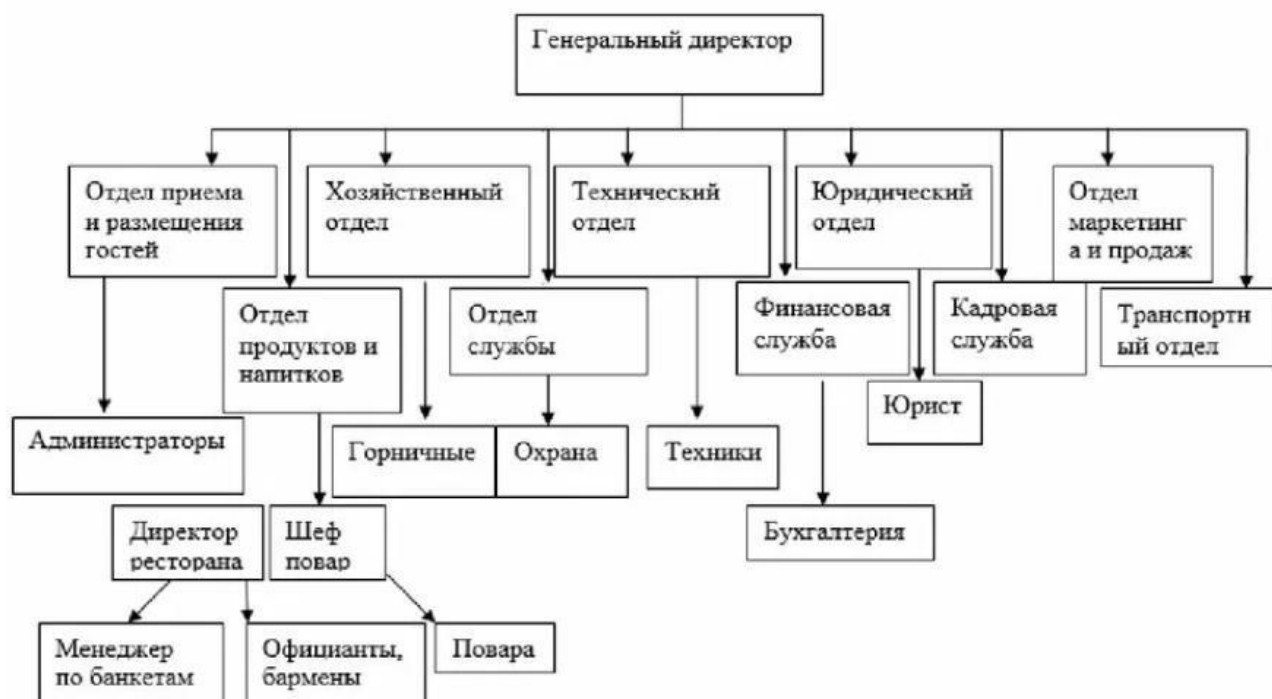 Генеральный директор
Отдел приема
и размещения
гостей
Хозяйственный
отдел
Технический
отдел
Юридический
отдел
Отдел
маркетинг
а и продаж
Отдел
продуктов и
напитков
Отдел
службы
Финансовая
служба
Кадровая
служба
Транспортн
ый отдел
Администраторы
Горничные
Охрана
Техники
Юрист
Директор
ресторана
Шеф
повар
Бухгалтерия
Менеджер
по банкетам
Официанты,
бармены
Повара